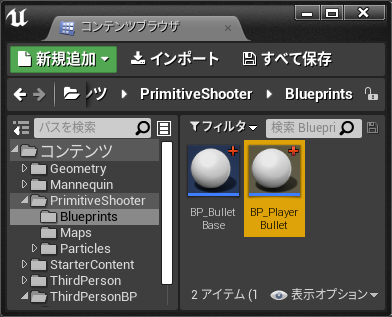 コンテンツブラウザ
新規追加 インポート すべて保存
ンツ PrimitiveShooter Blueprints
パスを検索
フィルタ 検索 Bluepri
コンテンツ
Geometry
Mannequin
PrimitiveShooter
Blueprints
Maps
Particles
StarterContent
ThirdPerson
ThirdPersonBP
BP_Bullet
Base
BP_Player
Bullet
2 アイテム (1 表示オプション